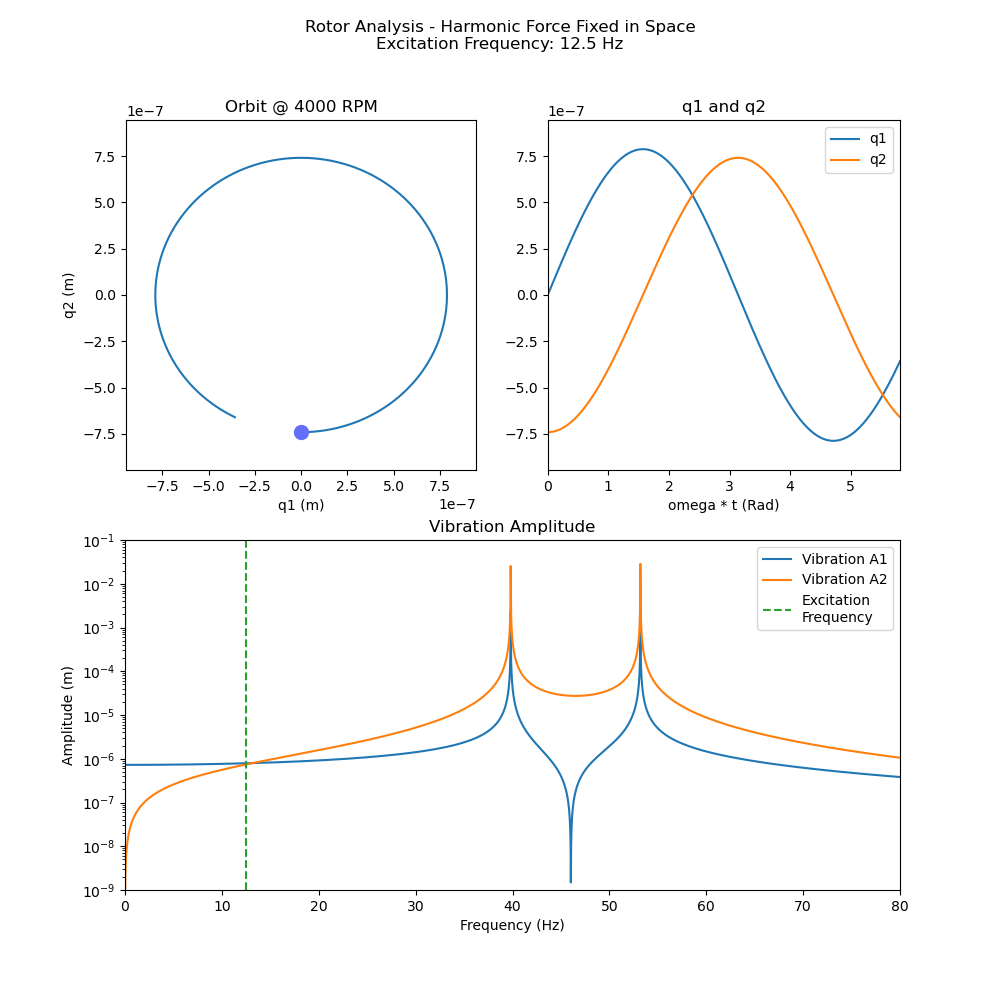 Rotor Analysis - Harmonic Force Fixed in Space
Excitation Frequency: 12.5 Hz
Orbit @ 4000 RPM
1e−7
7.5
5.0
2.5
0.0
−2.5
−5.0
−7.5
q2 (m)
−7.5 −5.0 −2.5 0.0 2.5 5.0 7.5
1e−7
q1 (m)
q1 and q2
1e−7
q1
q2
7.5
5.0
2.5
0.0
−2.5
−5.0
−7.5
0 1 2 3 4 5
omega * t (Rad)
Vibration Amplitude
Vibration A1
Vibration A2
Excitation
Frequency
10⁻¹
10⁻²
10⁻³
10⁻⁴
10⁻⁵
10⁻⁶
10⁻⁷
10⁻⁸
10⁻⁹
Amplitude (m)
0 10 20 30 40 50 60 70 80
Frequency (Hz)